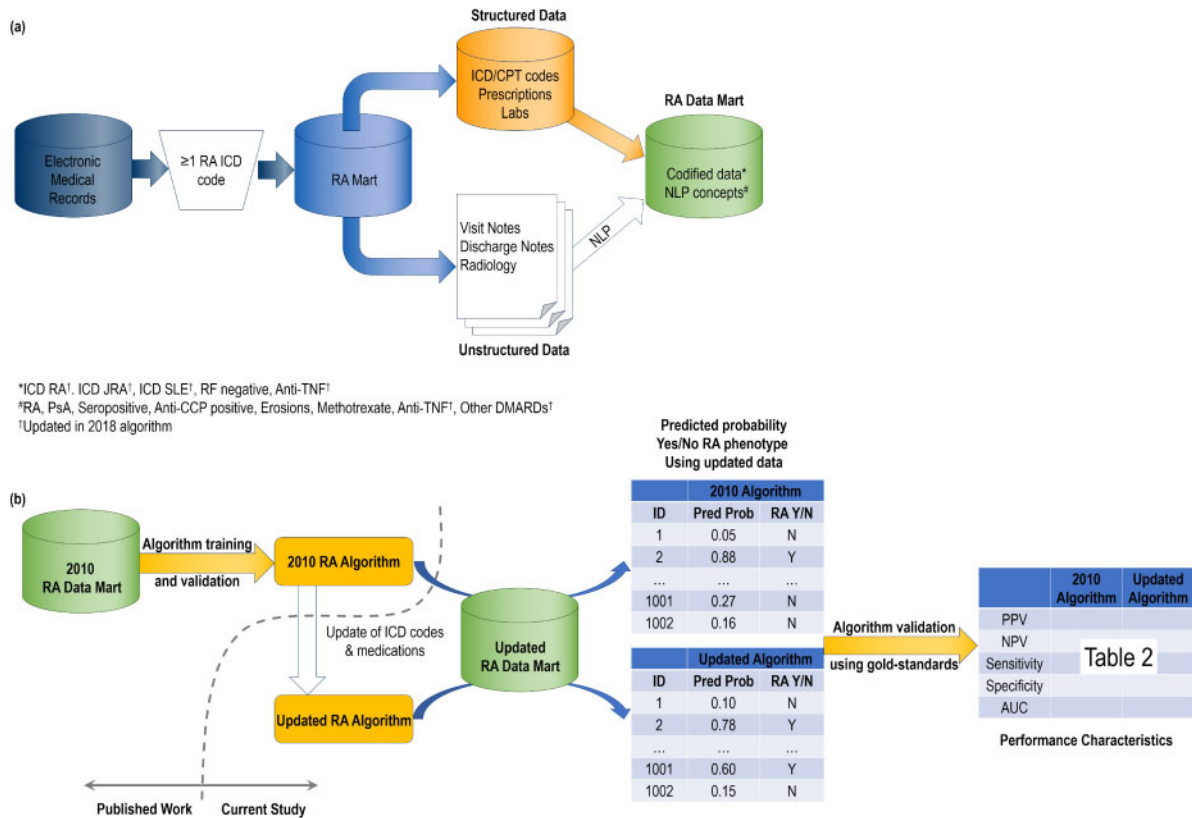 (a)
Structured Data
ICD/CPT codes
Prescriptions
Labs
RA Data Mart
Electronic
Medical
Records
≥1 RA ICD
code
RA Mart
Codified data*
NLP concepts#
Visit Notes
Discharge Notes
Radiology
NLP
Unstructured Data
*ICD RA†. ICD JRA†, ICD SLE†, RF negative, Anti-TNF†
#RA, PsA, Seropositive, Anti-CCP positive, Erosions, Methotrexate, Anti-TNF†, Other DMARDs†
†Updated in 2018 algorithm
(b)
2010
RA Data Mart
Algorithm training
and validation
2010 RA Algorithm
Update of ICD codes
& medications
Updated RA Algorithm
Published Work
Current Study
Updated
RA Data Mart
Predicted probability
Yes/No RA phenotype
Using updated data
2010 Algorithm
ID Pred Prob RA Y/N
1 0.05 N
2 0.88 Y
... ... ...
1001 0.27 N
1002 0.16 N
Updated Algorithm
ID Pred Prob RA Y/N
1 0.10 N
2 0.78 Y
... ... ...
1001 0.60 Y
1002 0.15 N
Algorithm validation
using gold-standards
2010 Algorithm Updated Algorithm
PPV
NPV
Sensitivity
Specificity
AUC
Table 2
Performance Characteristics